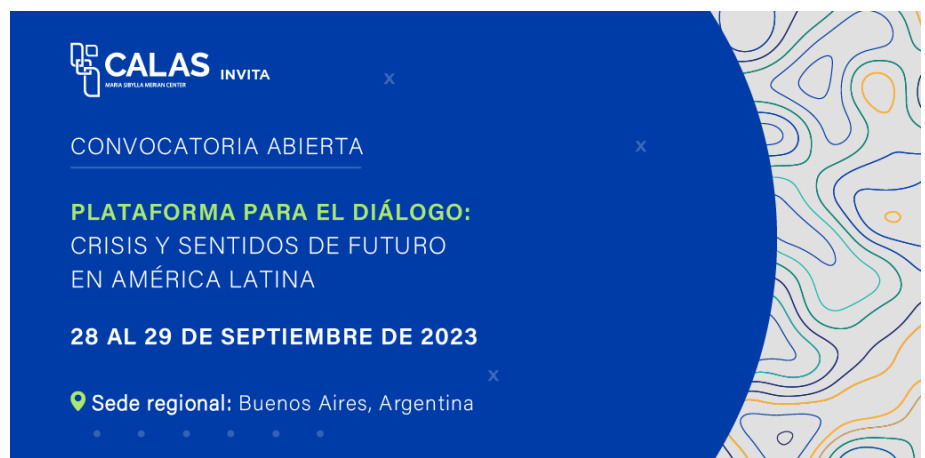 CALAS INVITA
MARIA SIBYLLA MERIAN CENTER
CONVOCATORIA ABIERTA
PLATAFORMA PARA EL DIÁLOGO:
CRISIS Y SENTIDOS DE FUTURO
EN AMÉRICA LATINA
28 AL 29 DE SEPTIEMBRE DE 2023
Sede regional: Buenos Aires, Argentina